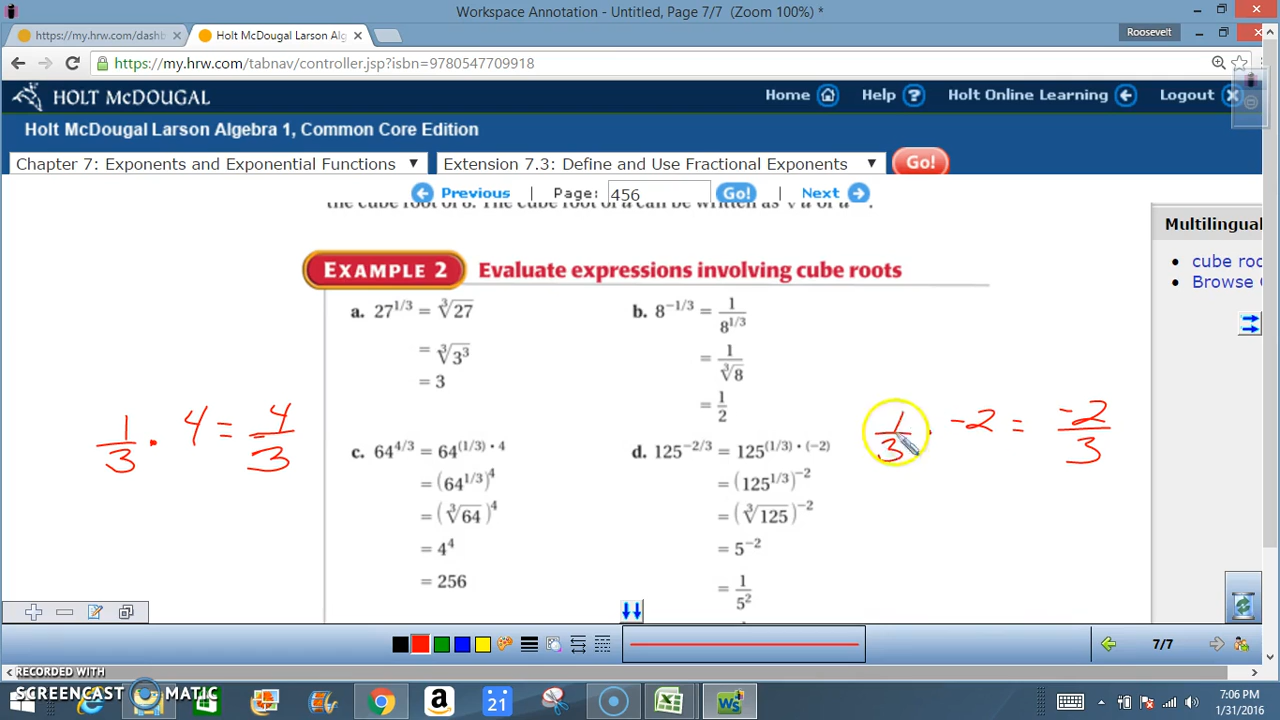 Workspace Annotation - Untitled, Page 7/7 (Zoom 100%) *
https://my.hrw.com/dashb
Holt McDougal Larson Alg
Roosevelt
https://my.hrw.com/tabnav/controller.jsp?isbn=9780547709918
HOLT McDOUGAL
Home
Help
Holt Online Learning
Logout
Holt McDougal Larson Algebra 1, Common Core Edition
Chapter 7: Exponents and Exponential Functions
Extension 7.3: Define and Use Fractional Exponents
Go!
Previous | Page: 456 Go! | Next
Multilingual
cube roo
Browse
EXAMPLE 2 Evaluate expressions involving cube roots
a. 27^{1/3} = ∛27
= ∛3³
= 3
b. 8^{-1/3} = 1/8^{1/3}
= 1/∛8
= 1/2
1/3 · 4 = 4/3
c. 64^{4/3} = 64^{(1/3) · 4}
= (64^{1/3})^4
= (∛64)^4
= 4^4
= 256
1/3 · -2 = -2/3
d. 125^{-2/3} = 125^{(1/3) · (-2)}
= (125^{1/3})^{-2}
= (∛125)^{-2}
= 5^{-2}
= 1/5²
7/7
RECORDED WITH
SCREENCAST MATIC
21
7:06 PM
1/31/2016